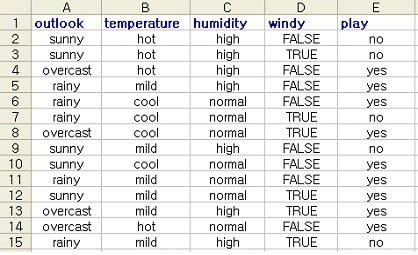 A B C D E
1 outlook temperature humidity windy play
2 sunny hot high FALSE no
3 sunny hot high TRUE no
4 overcast hot high FALSE yes
5 rainy mild high FALSE yes
6 rainy cool normal FALSE yes
7 rainy cool normal TRUE no
8 overcast cool normal TRUE yes
9 sunny mild high FALSE no
10 sunny cool normal FALSE yes
11 rainy mild normal FALSE yes
12 sunny mild normal TRUE yes
13 overcast mild high TRUE yes
14 overcast hot normal FALSE yes
15 rainy mild high TRUE no